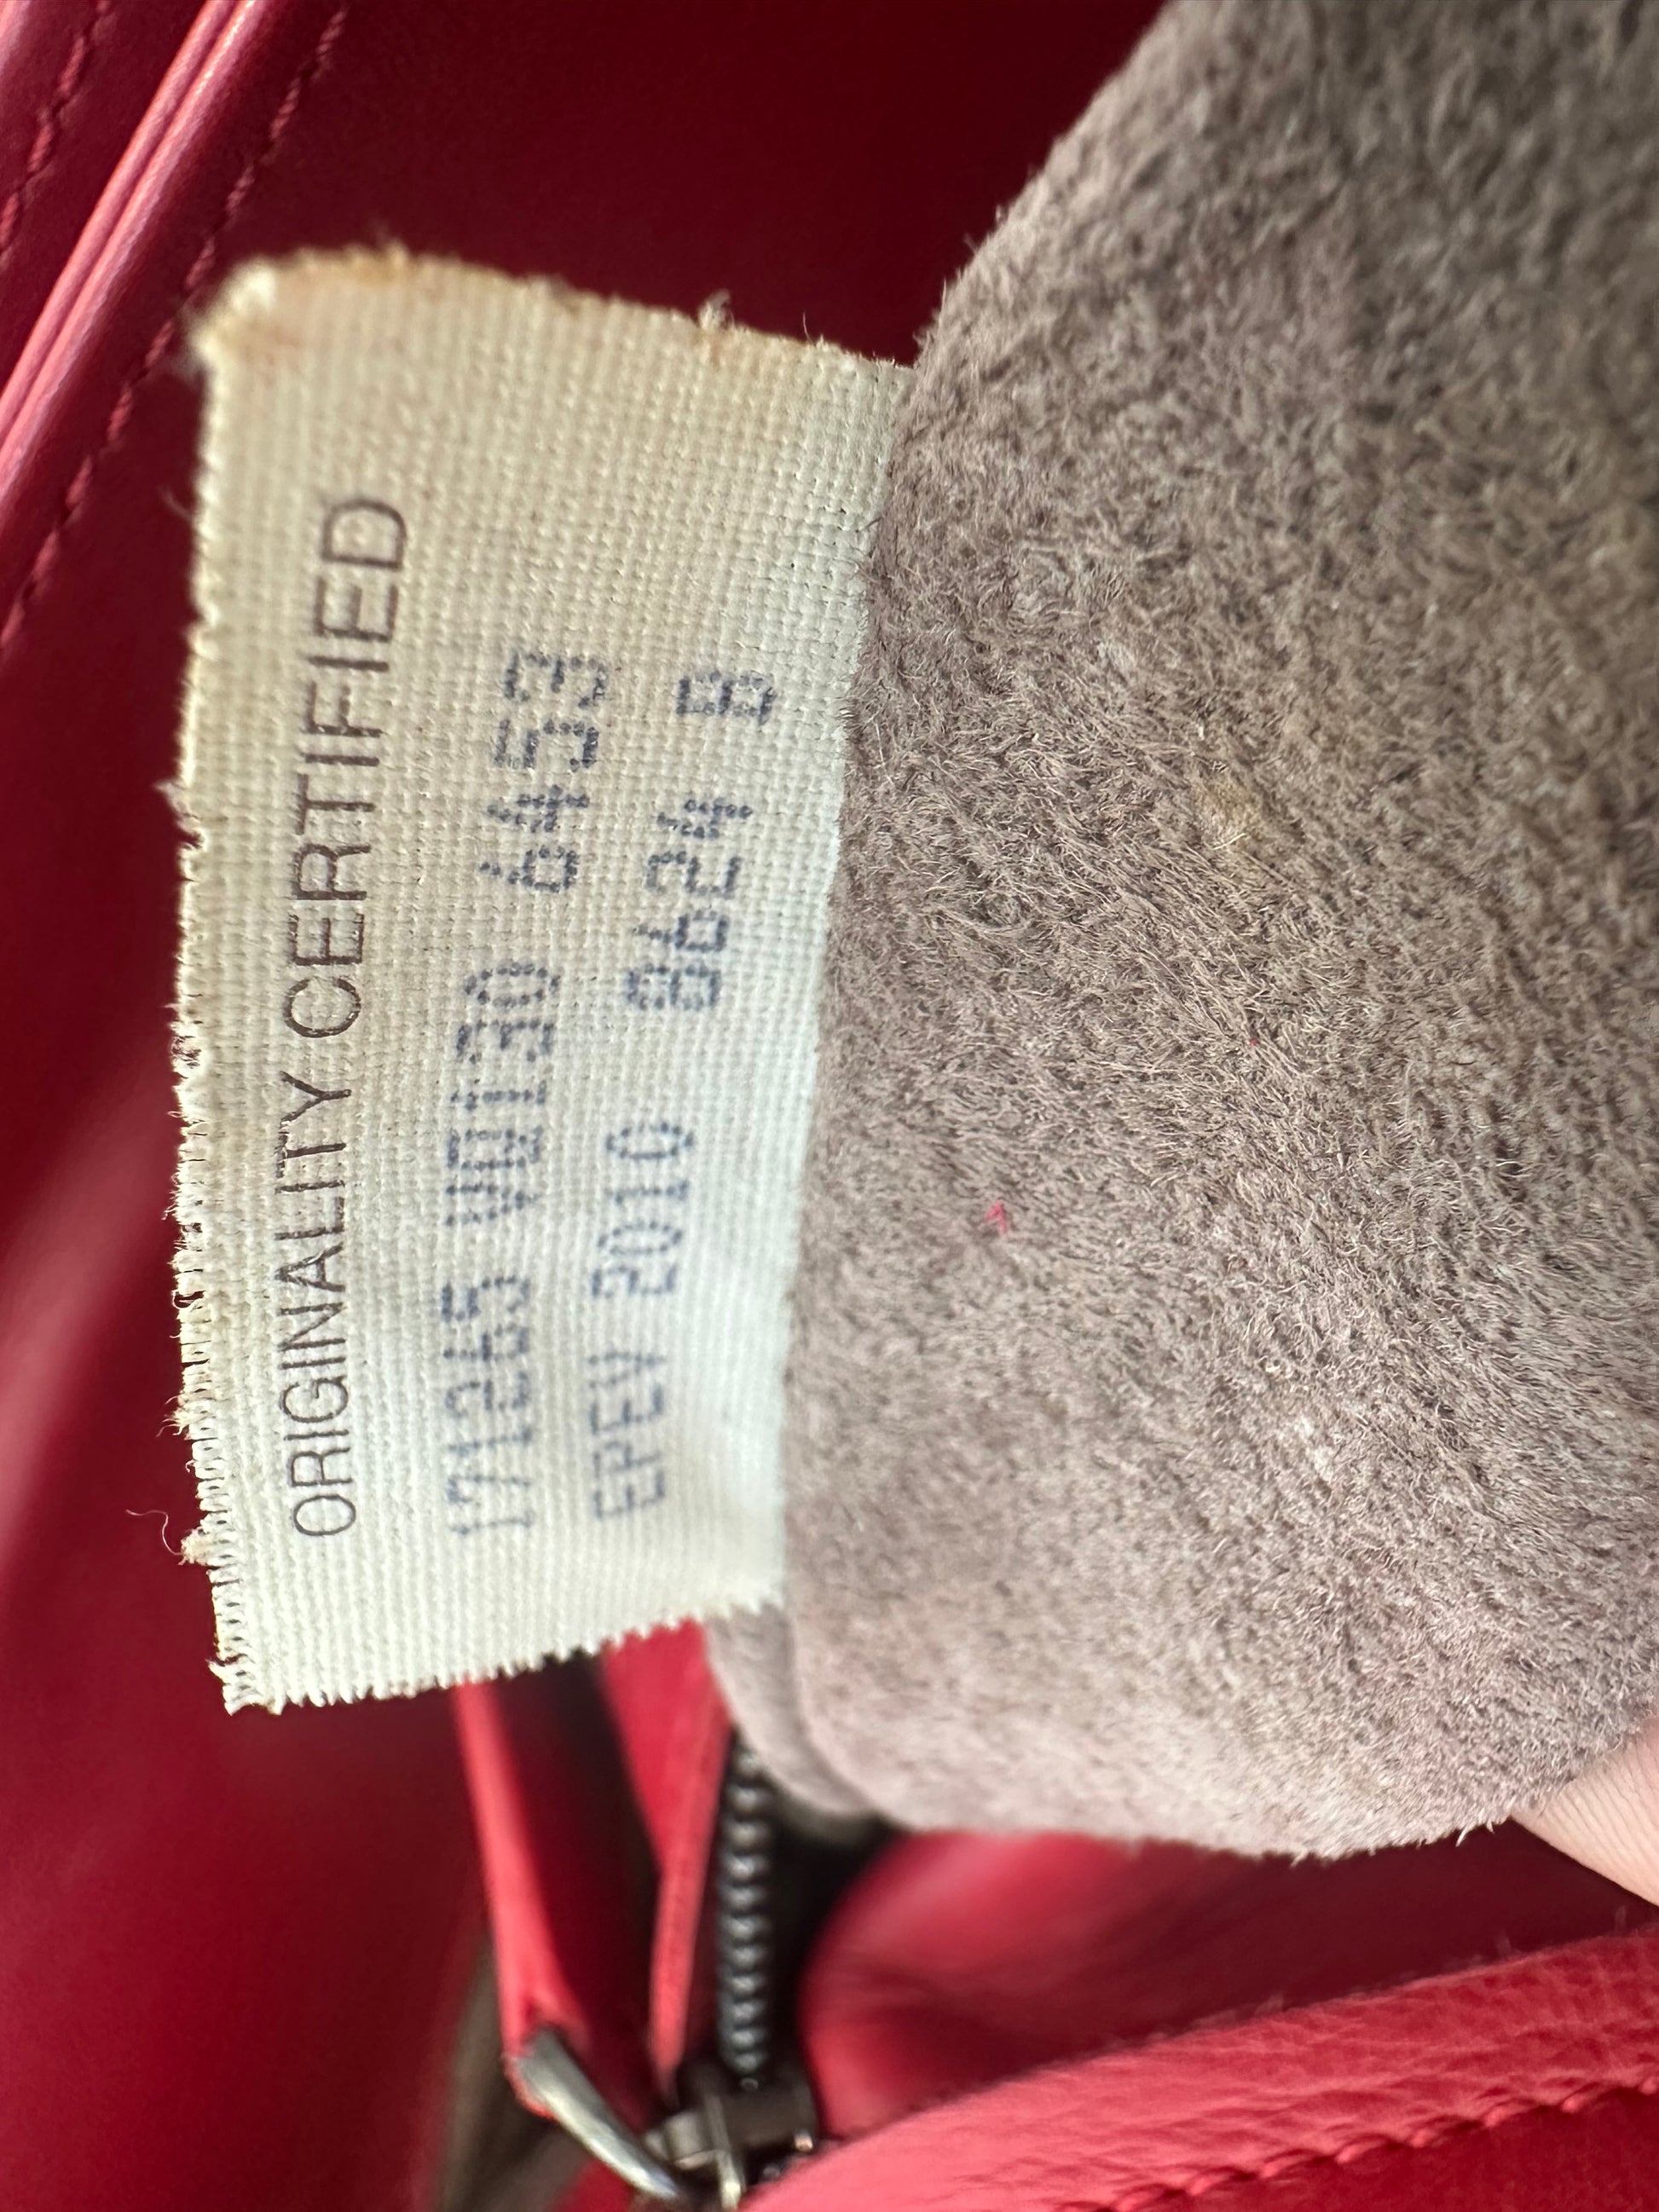 ORIGINALITY CERTIFIED
171265 VQ130 6453
EPEV 2010 8624 B